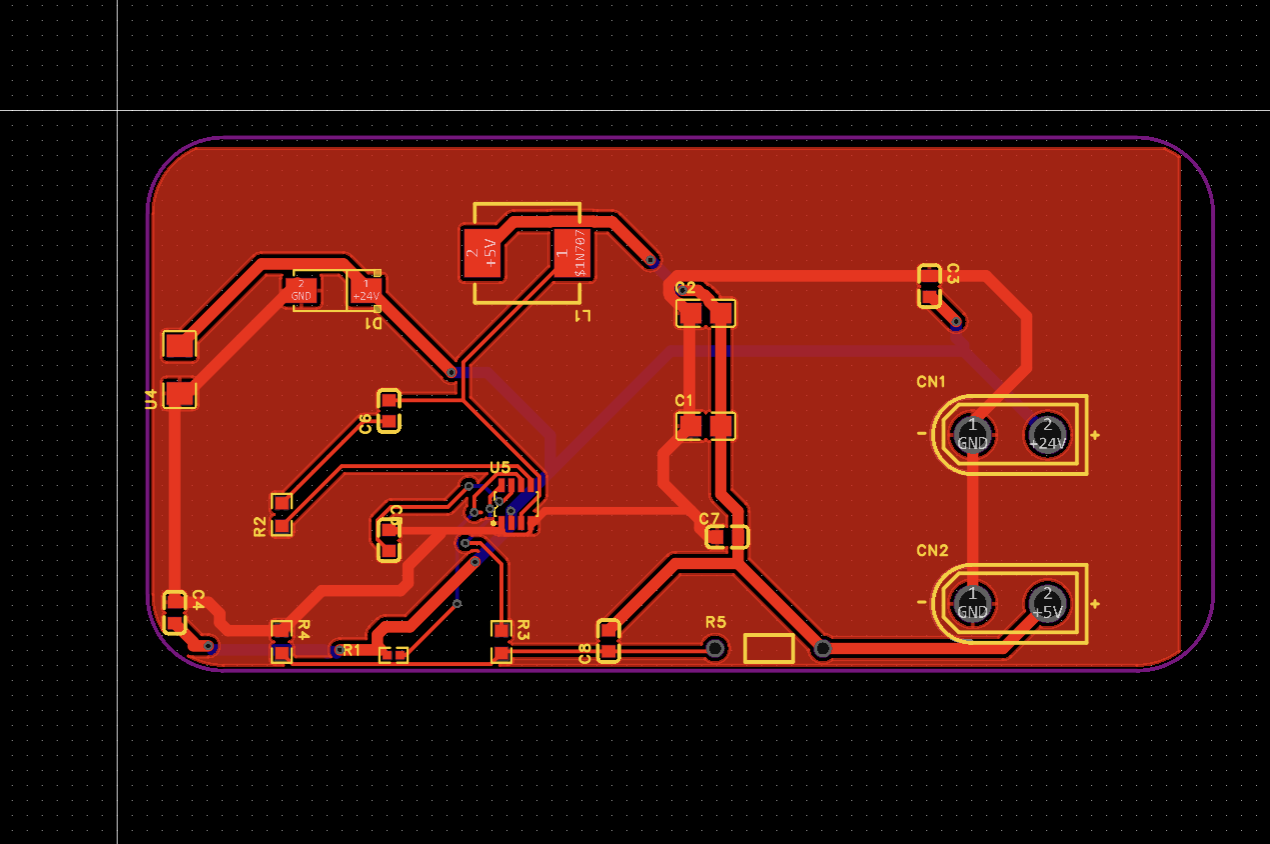 2
+5V
1
$1N707
L1
2
GND
1
+24V
D1
C2
C3
U4
C6
C1
CN1
-
1
GND
2
+24V
+
U5
R2
C7
CN2
-
1
GND
2
+5V
+
C4
R4
R1
R3
C8
R5